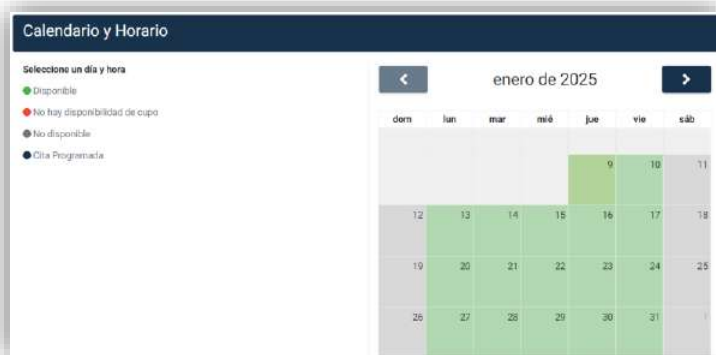 Calendario y Horario
Seleccione un día y hora
Disponible
No hay disponibilidad de cupo
No disponible
Cita Programada
enero de 2025
dom lun mar mié jue vie sáb
9 10 11
12 13 14 15 16 17 18
19 20 21 22 23 24 25
26 27 28 29 30 31 1